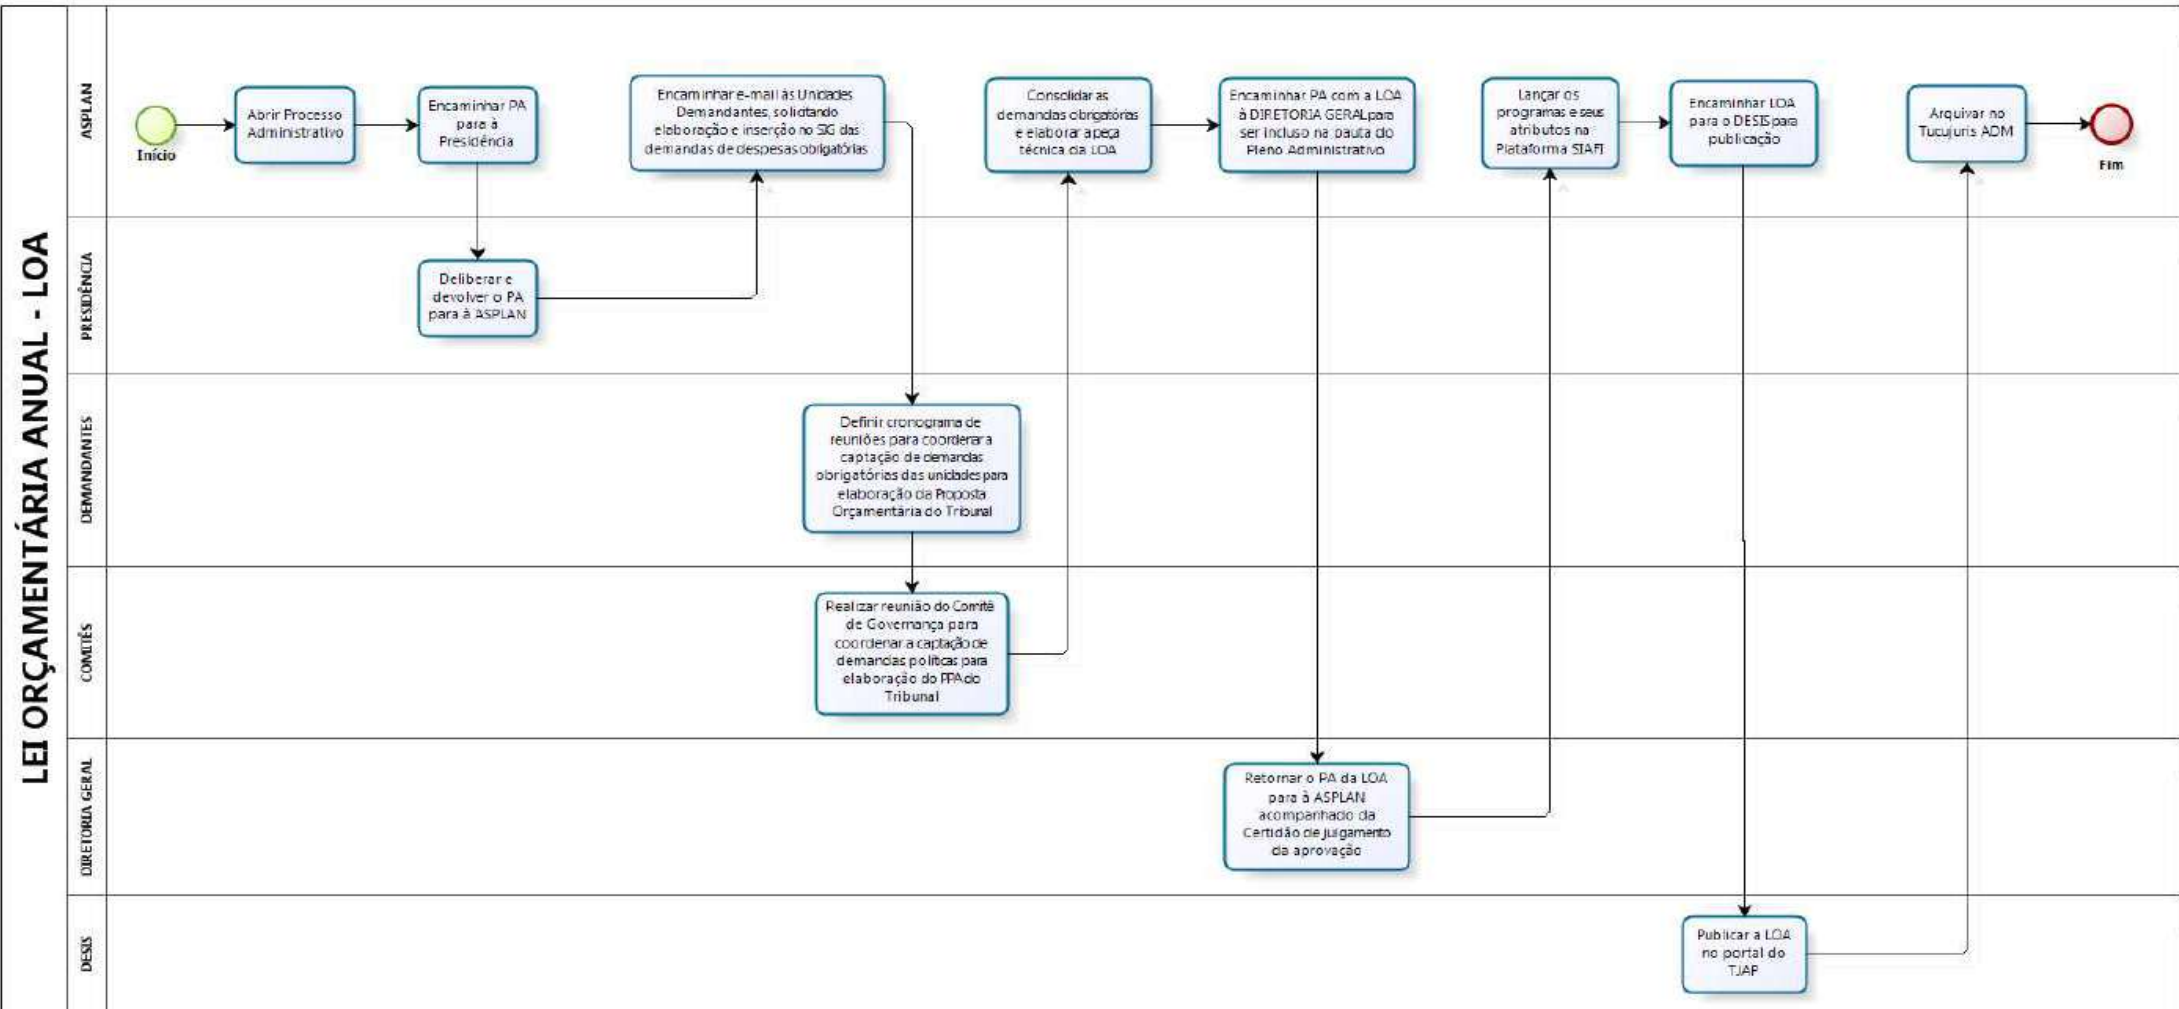 LEI ORÇAMENTÁRIA ANUAL - LOA
ASPLAN
Início
Abrir Processo
Administrativo
Encaminhar PA
para à
Presidência
Encaminhar e-mail às Unidades
Demandantes, solicitando
elaboração e inserção no SIG das
demandas de despesas obrigatórias
Consolidar as
demandas obrigatórias
e elaborar a peça
técnica da LOA
Encaminhar PA com a LOA
à DIRETORIA GERAL para
ser incluso na pauta do
Pleno Administrativo
Lançar os
programas e seus
atributos na
Plataforma SIAFI
Encaminhar LOA
para o DESIS para
publicação
Arquivar no
Tucujuris ADM
Fim
PRESIDÊNCIA
Deliberar e
devolver o PA
para à ASPLAN
DEMANDANTES
Definir cronograma de
reuniões para coordenar a
captação de demandas
obrigatórias das unidades para
elaboração da Proposta
Orçamentária do Tribunal
COMITÊS
Realizar reunião do Comitê
de Governança para
coordenar a captação de
demandas políticas para
elaboração do PPA do
Tribunal
DIRETORIA GERAL
Retornar o PA da LOA
para à ASPLAN
acompanhado da
Certidão de julgamento
da aprovação
DESIS
Publicar a LOA
no portal do
TJAP